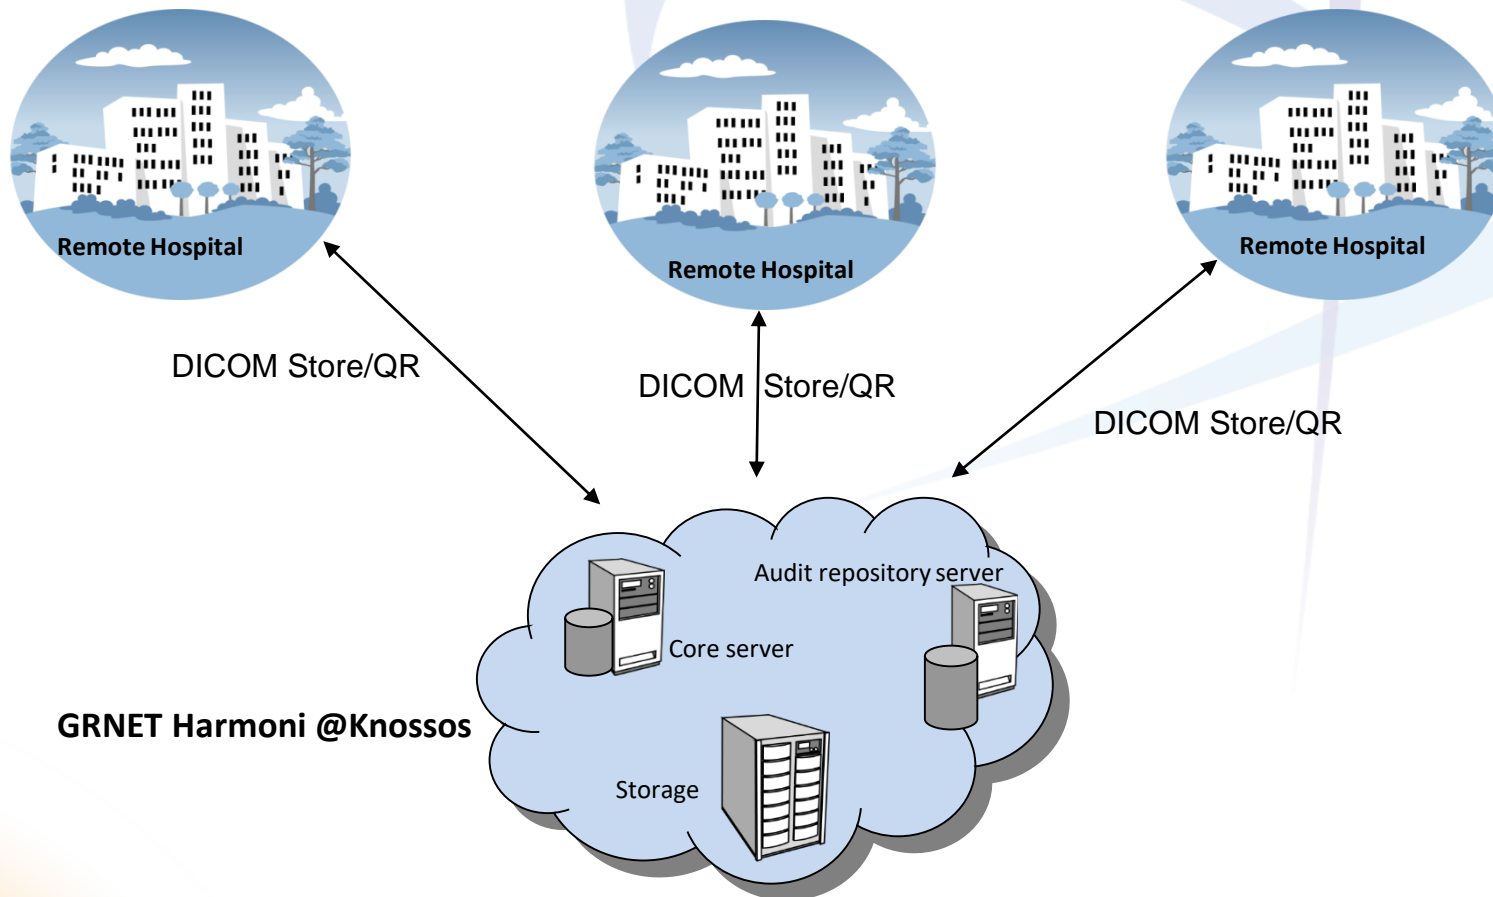 Remote Hospital
Remote Hospital
Remote Hospital
DICOM Store/QR
DICOM Store/QR
DICOM Store/QR
Audit repository server
Core server
GRNET Harmoni @Knossos
Storage